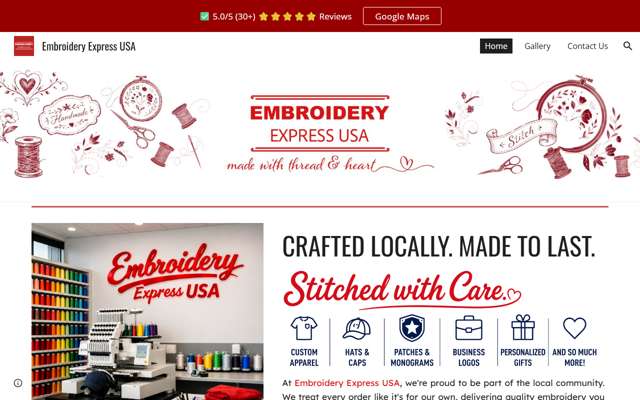 ✅ 5.0/5 (30+) ⭐⭐⭐⭐⭐ Reviews
Google Maps
Embroidery Express USA
Home
Gallery
Contact Us
Handmade
EMBROIDERY
EXPRESS USA
made with thread & heart
Stitch
Embroidery
Express USA
CRAFTED LOCALLY. MADE TO LAST.
Stitched with Care.
CUSTOM
APPAREL
HATS &
CAPS
PATCHES &
MONOGRAMS
BUSINESS
LOGOS
PERSONALIZED
GIFTS
AND SO MUCH
MORE!
At Embroidery Express USA, we're proud to be part of the local community.
We treat every order like it's for our own, delivering quality embroidery you